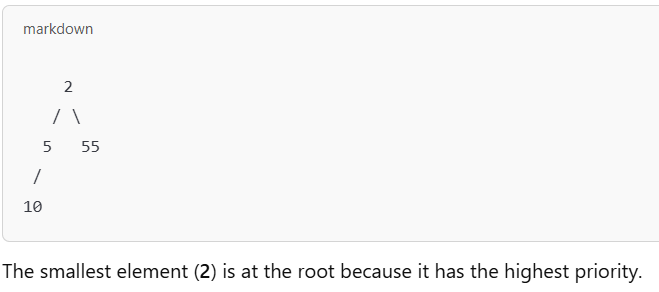 markdown
2
/ \
5 55
/
10
The smallest element (2) is at the root because it has the highest priority.